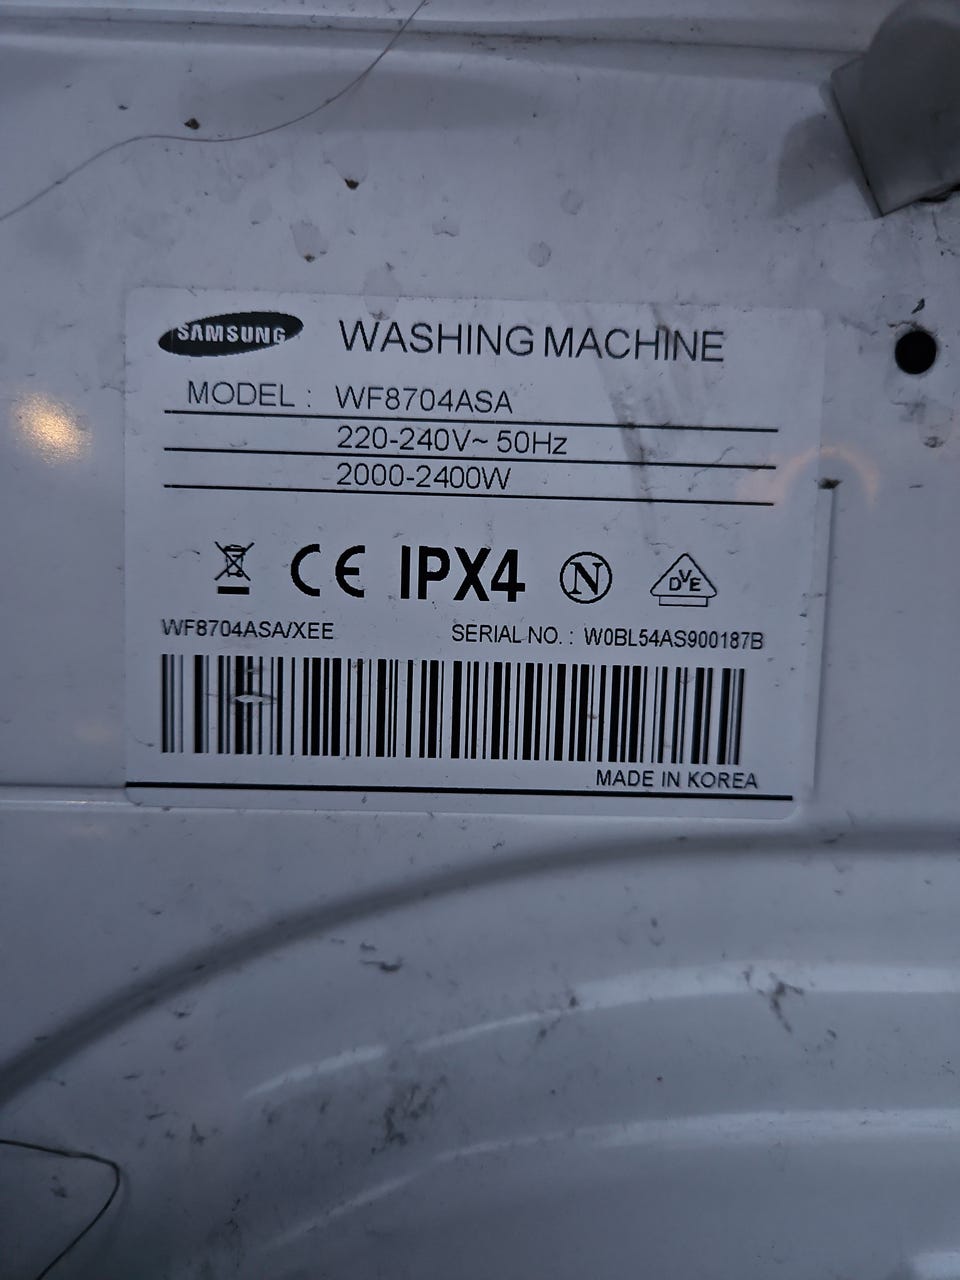 SAMSUNG WASHING MACHINE
MODEL : WF8704ASA
220-240V~ 50Hz
2000-2400W
CE IPX4 N DVE
WF8704ASA/XEE SERIAL NO. : W0BL54AS900187B
MADE IN KOREA